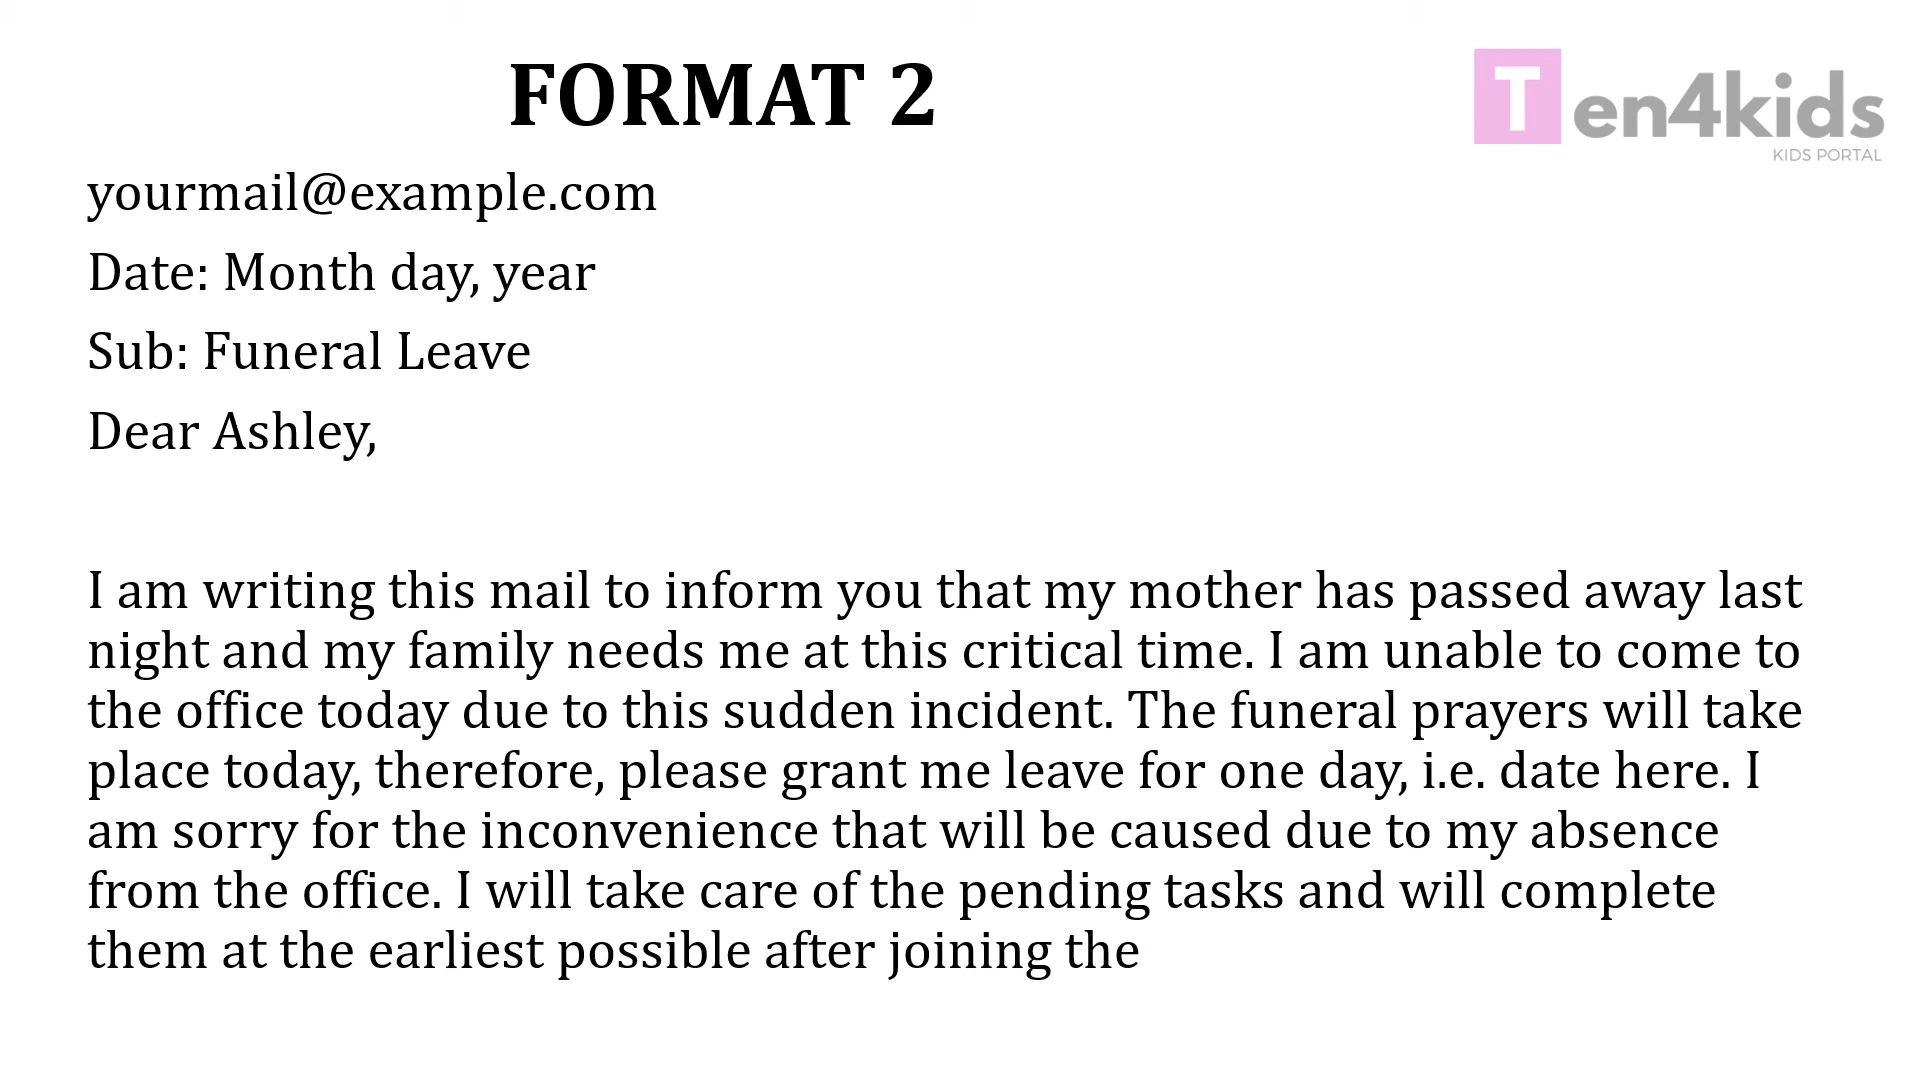 FORMAT 2
Ten4kids
KIDS PORTAL
yourmail@example.com
Date: Month day, year
Sub: Funeral Leave
Dear Ashley,
I am writing this mail to inform you that my mother has passed away last
night and my family needs me at this critical time. I am unable to come to
the office today due to this sudden incident. The funeral prayers will take
place today, therefore, please grant me leave for one day, i.e. date here. I
am sorry for the inconvenience that will be caused due to my absence
from the office. I will take care of the pending tasks and will complete
them at the earliest possible after joining the